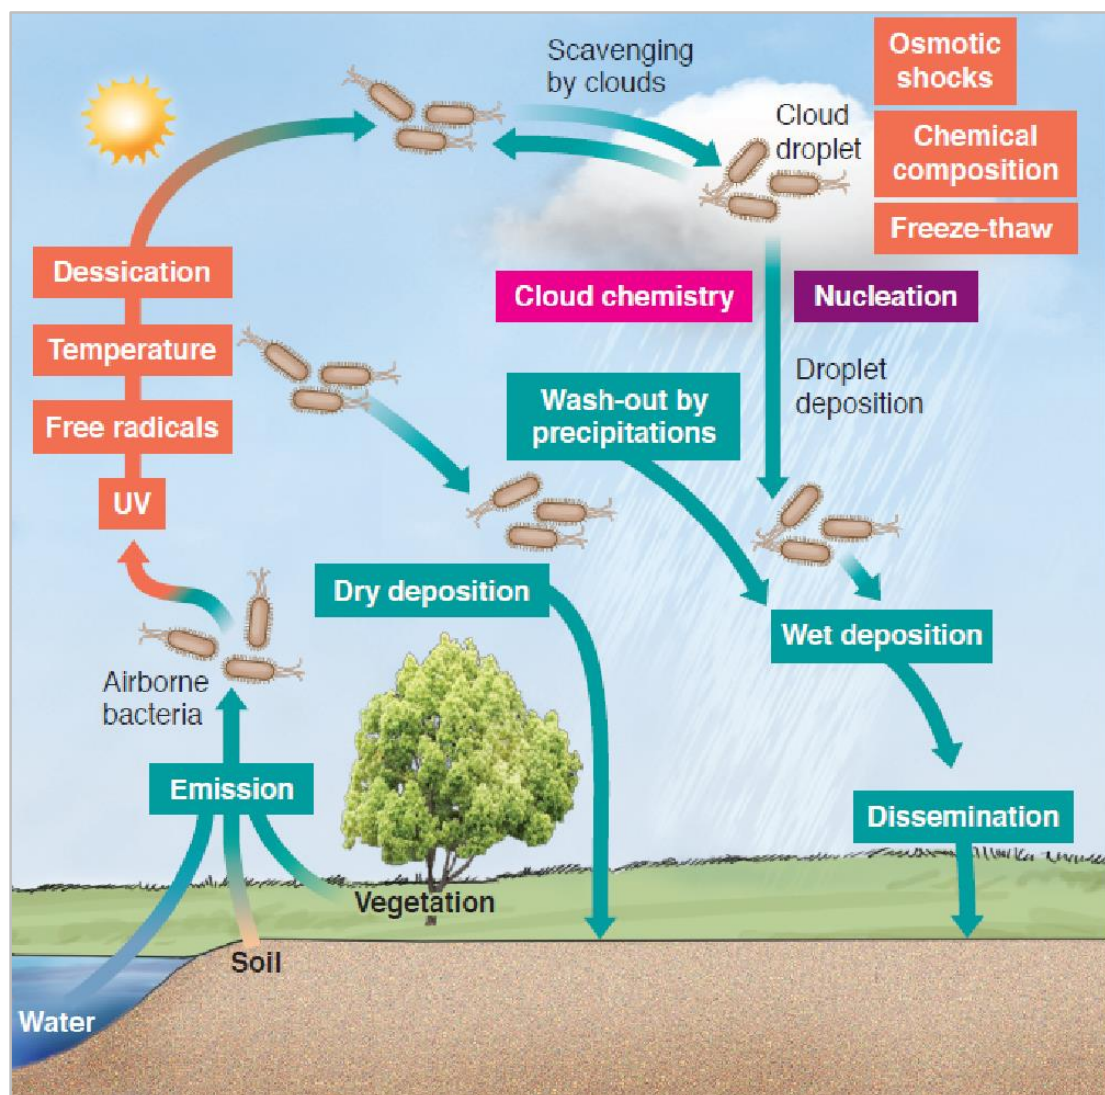 Scavenging
by clouds
Osmotic
shocks
Cloud
droplet
Chemical
composition
Freeze-thaw
Dessication
Cloud chemistry
Nucleation
Temperature
Droplet
deposition
Wash-out by
precipitations
Free radicals
UV
Dry deposition
Wet deposition
Airborne
bacteria
Emission
Dissemination
Vegetation
Soil
Water